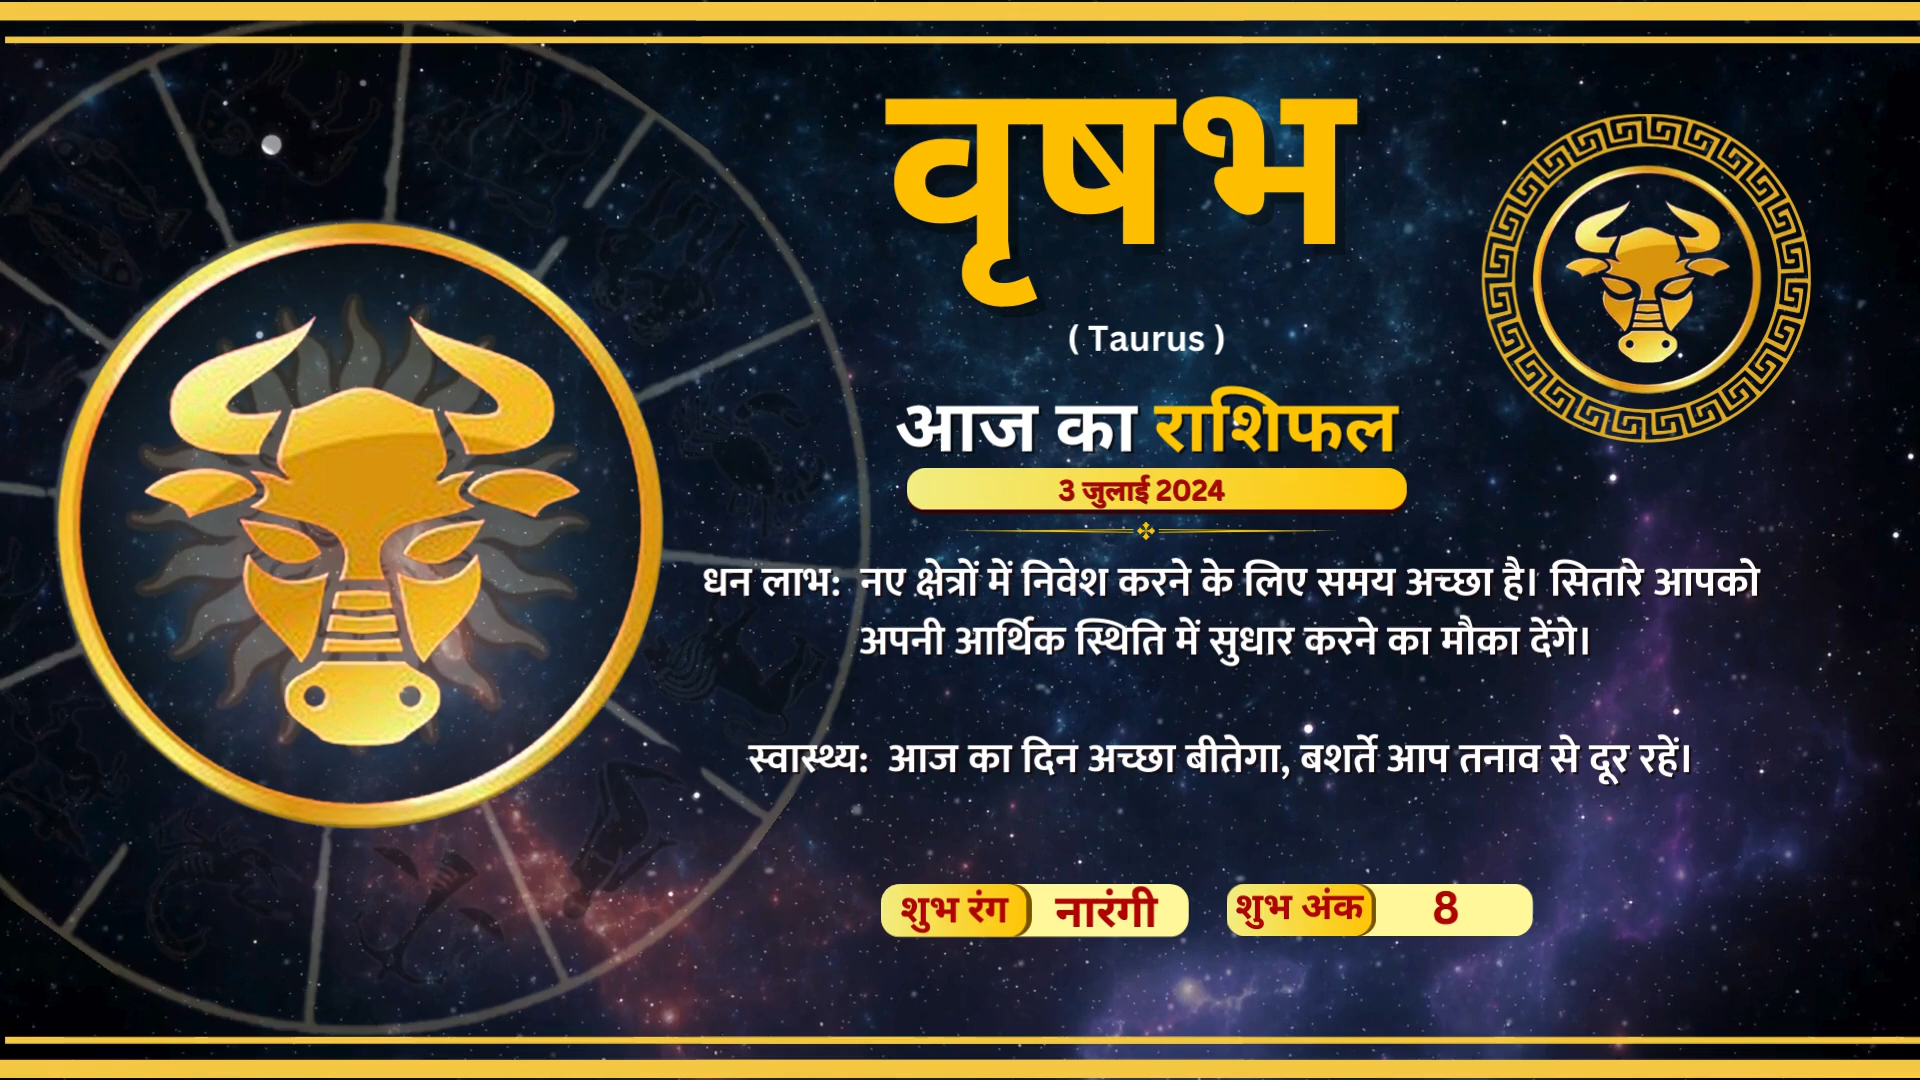 वृषभ
( Taurus )
आज का राशिफल
3 जुलाई 2024
धन लाभ: नए क्षेत्रों में निवेश करने के लिए समय अच्छा है। सितारे आपको
अपनी आर्थिक स्थिति में सुधार करने का मौका देंगे।
स्वास्थ्य: आज का दिन अच्छा बीतेगा, बशर्ते आप तनाव से दूर रहें।
शुभ रंग नारंगी शुभ अंक 8